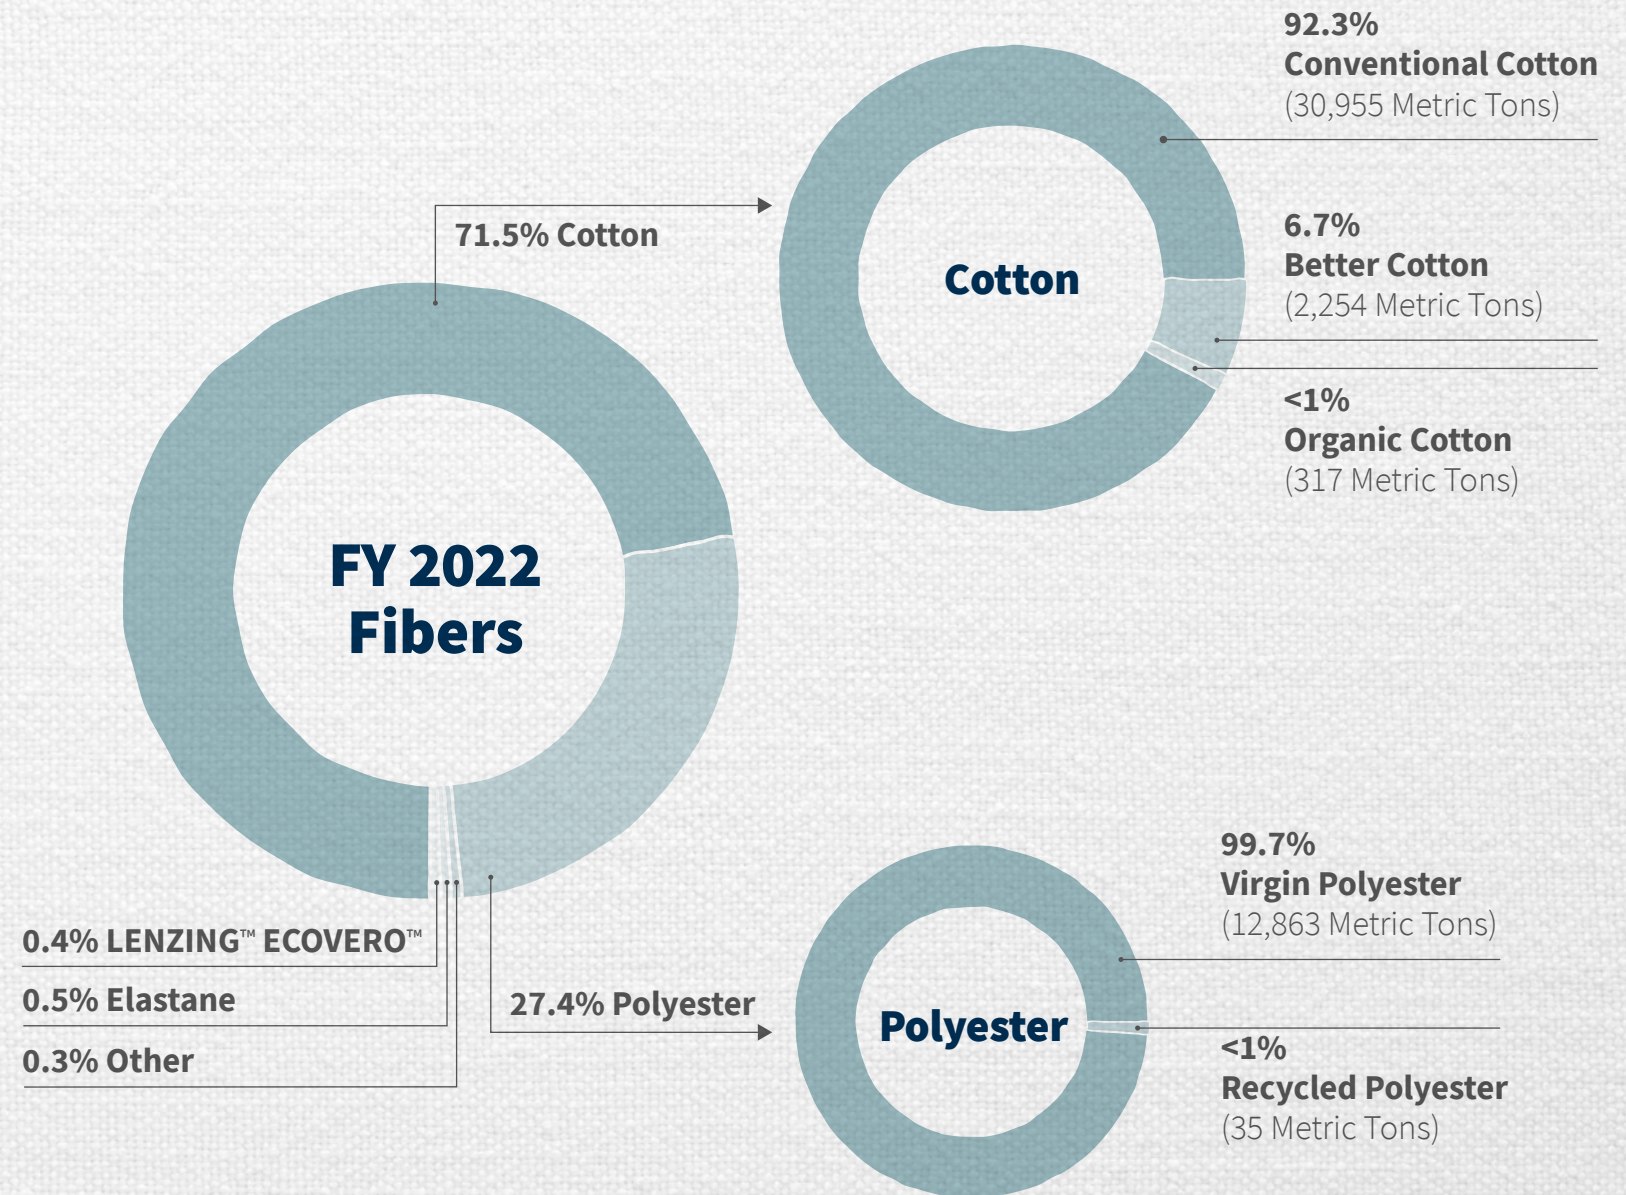 FY 2022
Fibers
71.5% Cotton
27.4% Polyester
0.4% LENZING™ ECOVERO™
0.5% Elastane
0.3% Other
Cotton
92.3%
Conventional Cotton
(30,955 Metric Tons)
6.7%
Better Cotton
(2,254 Metric Tons)
<1%
Organic Cotton
(317 Metric Tons)
Polyester
99.7%
Virgin Polyester
(12,863 Metric Tons)
<1%
Recycled Polyester
(35 Metric Tons)